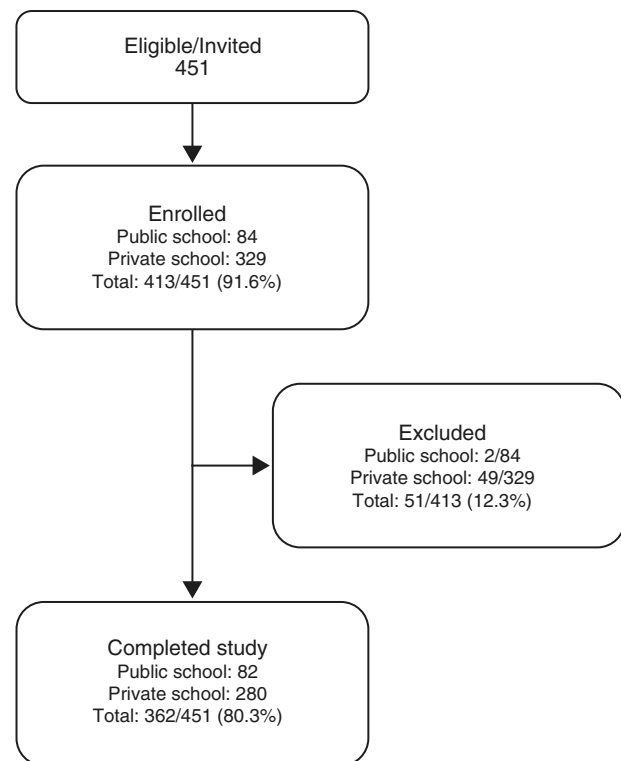 Eligible/Invited
451
Enrolled
Public school: 84
Private school: 329
Total: 413/451 (91.6%)
Excluded
Public school: 2/84
Private school: 49/329
Total: 51/413 (12.3%)
Completed study
Public school: 82
Private school: 280
Total: 362/451 (80.3%)